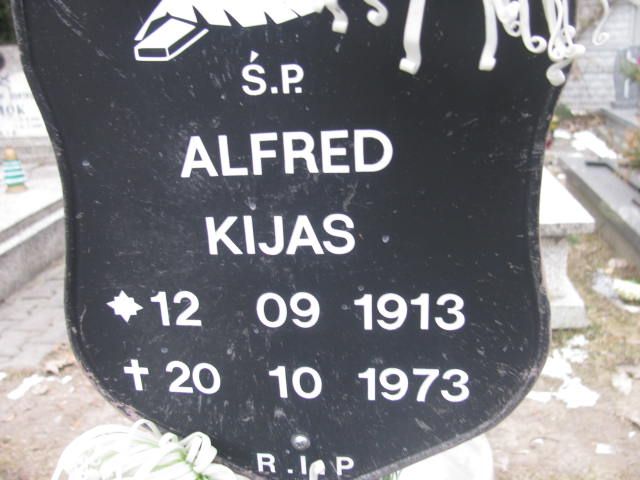 Ś.P.
ALFRED
KIJAS
12 09 1913
20 10 1973
R.I.P